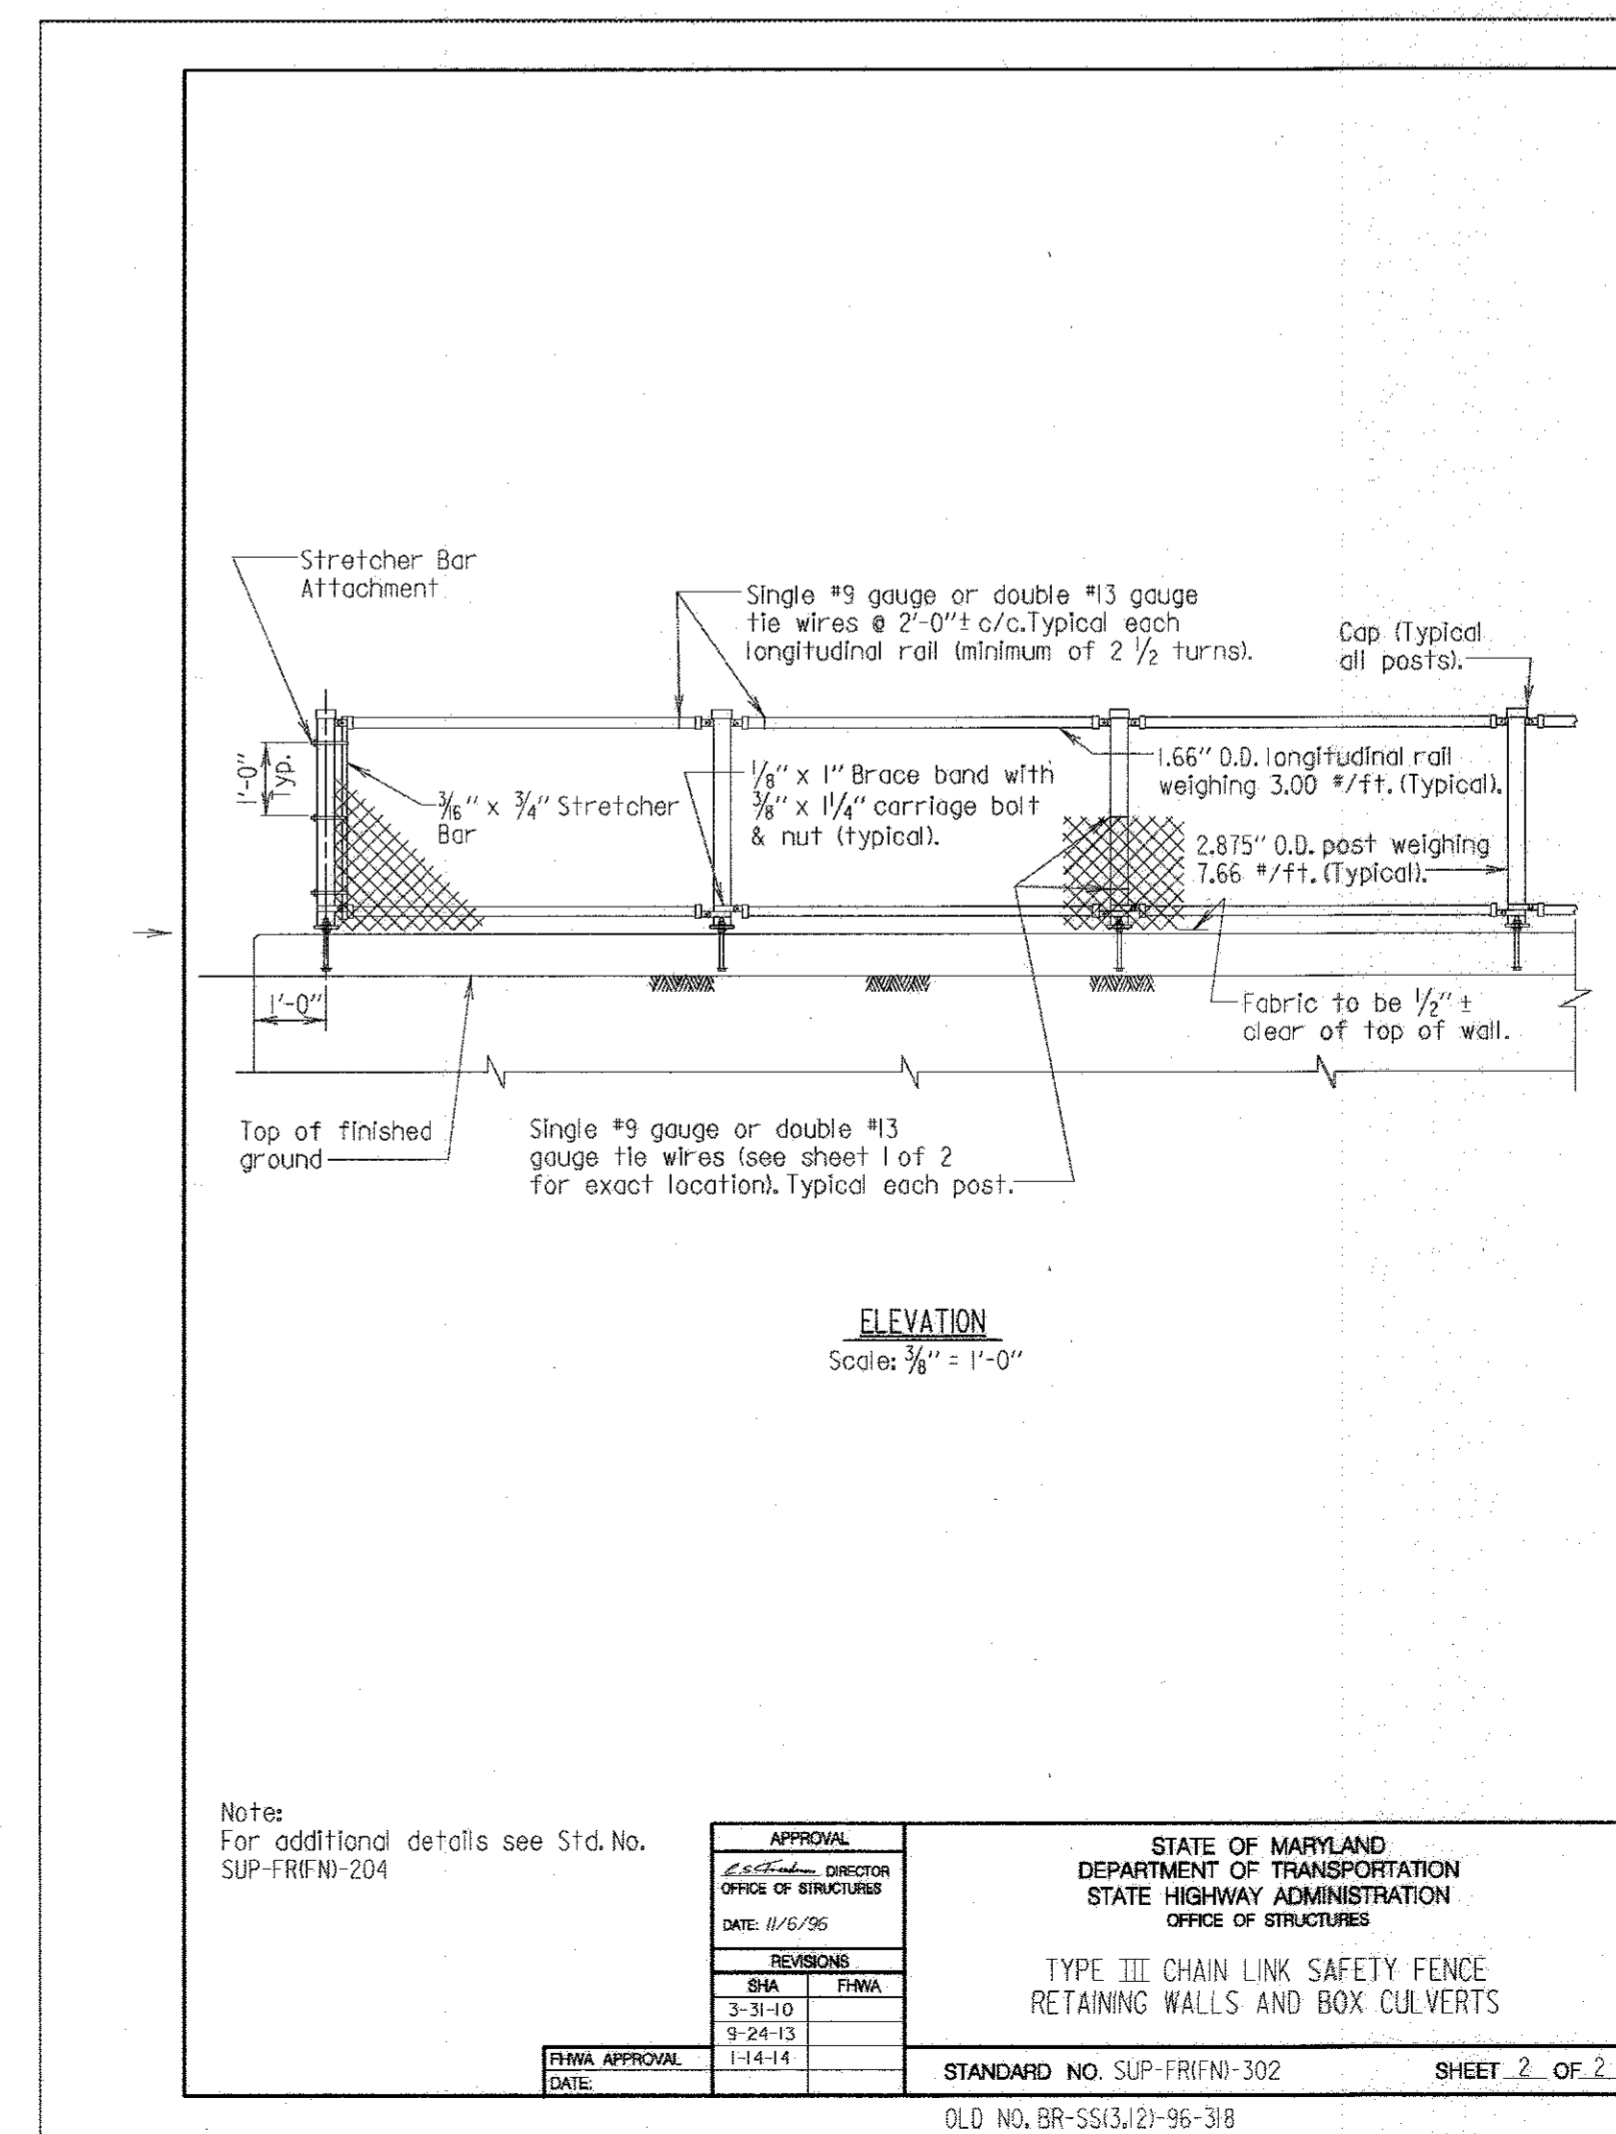 Stretcher Bar
Attachment
Single #9 gauge or double #13 gauge
tie wires @ 2'-0"± c/c. Typical each
longitudinal rail (minimum of 2 1/2 turns).
Cap (Typical
all posts).
1'-0"
Typ.
3/16" x 3/4" Stretcher
Bar
1/8" x 1" Brace band with
3/8" x 1 1/4" carriage bolt
& nut (typical).
1.66" O.D. longitudinal rail
weighing 3.00 #/ft. (Typical).
2.875" O.D. post weighing
7.66 #/ft. (Typical).
1'-0"
Fabric to be 1/2" ±
clear of top of wall.
Top of finished
ground
Single #9 gauge or double #13
gauge tie wires (see sheet 1 of 2
for exact location). Typical each post.
ELEVATION
Scale: 3/8" = 1'-0"
Note:
For additional details see Std. No.
SUP-FR(FN)-204
APPROVAL
DIRECTOR
OFFICE OF STRUCTURES
DATE: 11/6/96
REVISIONS
SHA FHWA
3-31-10
9-24-13
1-14-14
FHWA APPROVAL
DATE:
STATE OF MARYLAND
DEPARTMENT OF TRANSPORTATION
STATE HIGHWAY ADMINISTRATION
OFFICE OF STRUCTURES
TYPE III CHAIN LINK SAFETY FENCE
RETAINING WALLS AND BOX CULVERTS
STANDARD NO. SUP-FR(FN)-302 SHEET 2 OF 2
OLD NO. BR-SS(3.12)-96-318